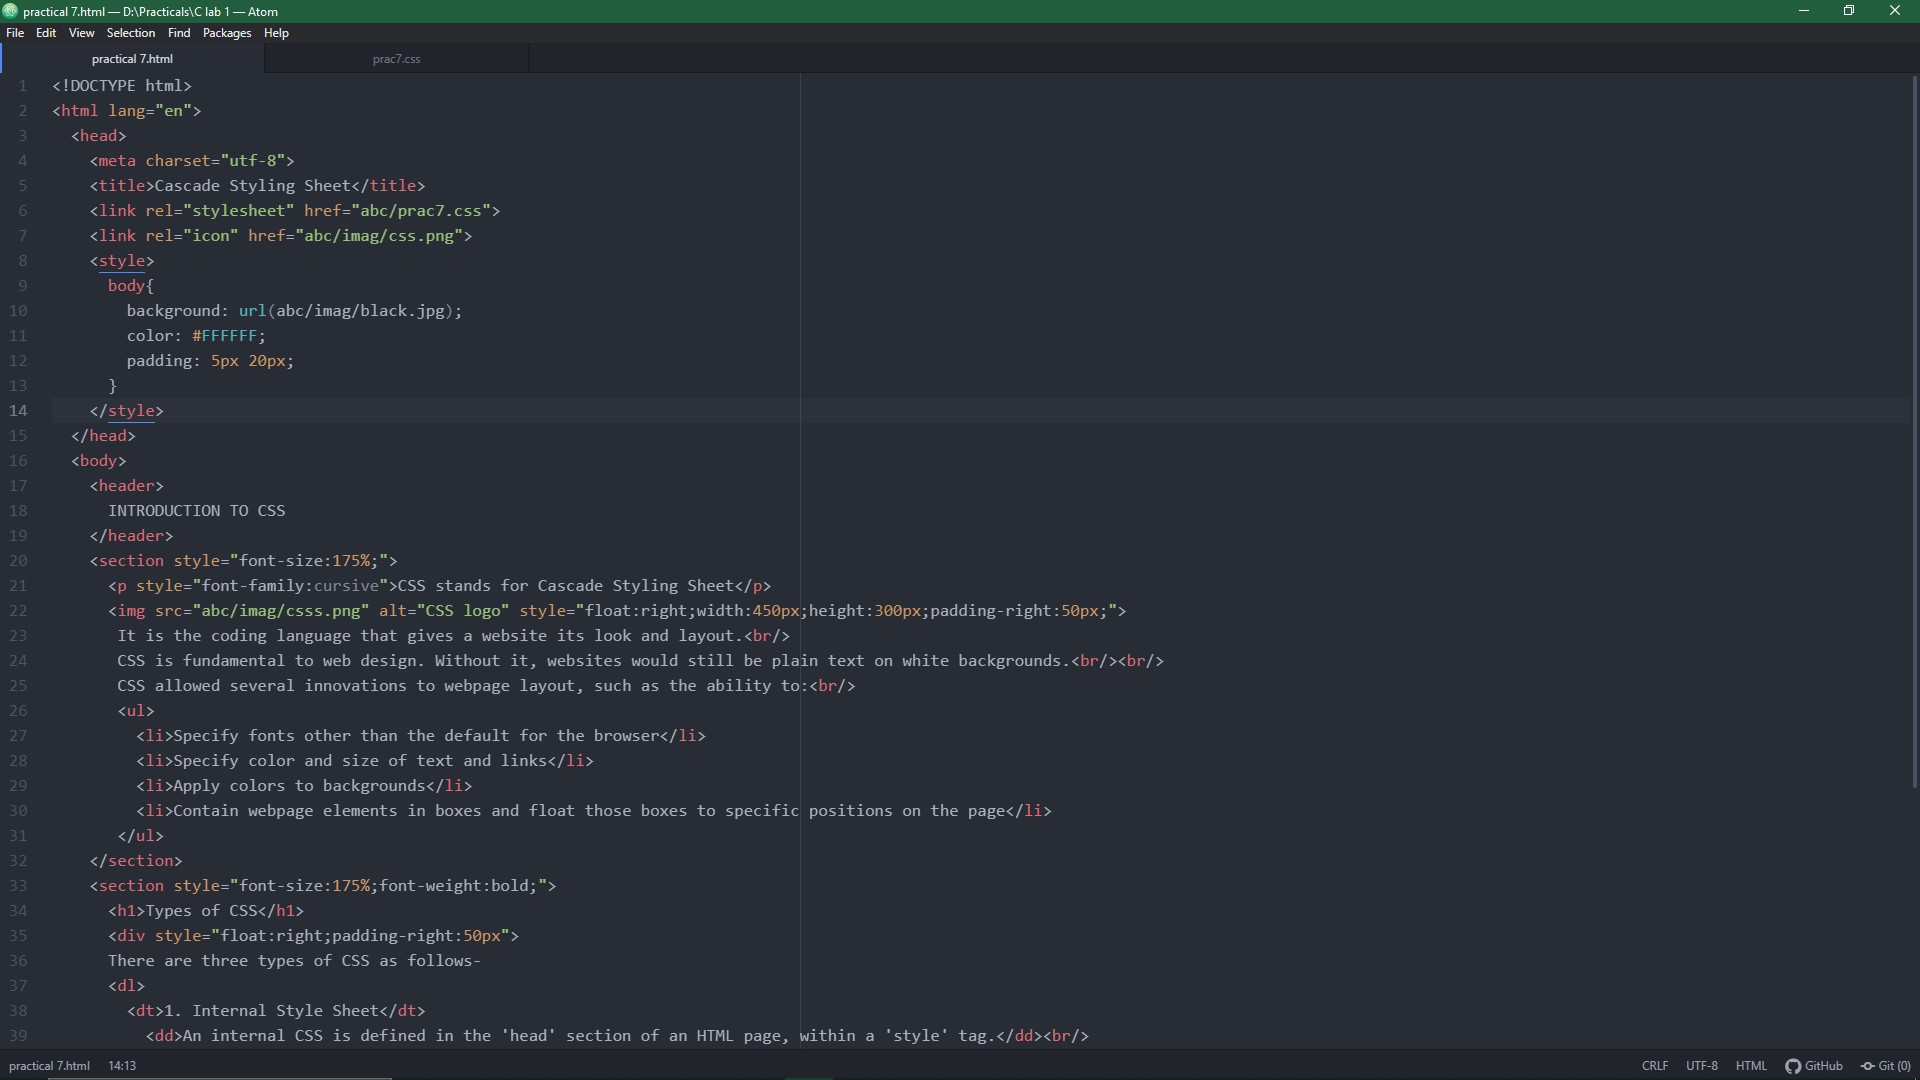 practical 7.html — D:\Practicals\C lab 1 — Atom
File Edit View Selection Find Packages Help
practical 7.html prac7.css
1 <!DOCTYPE html>
2 <html lang="en">
3 <head>
4 <meta charset="utf-8">
5 <title>Cascade Styling Sheet</title>
6 <link rel="stylesheet" href="abc/prac7.css">
7 <link rel="icon" href="abc/imag/css.png">
8 <style>
9 body{
10 background: url(abc/imag/black.jpg);
11 color: #FFFFFF;
12 padding: 5px 20px;
13 }
14 </style>
15 </head>
16 <body>
17 <header>
18 INTRODUCTION TO CSS
19 </header>
20 <section style="font-size:175%;">
21 <p style="font-family:cursive">CSS stands for Cascade Styling Sheet</p>
22 <img src="abc/imag/csss.png" alt="CSS logo" style="float:right;width:450px;height:300px;padding-right:50px;">
23 It is the coding language that gives a website its look and layout.<br/>
24 CSS is fundamental to web design. Without it, websites would still be plain text on white backgrounds.<br/><br/>
25 CSS allowed several innovations to webpage layout, such as the ability to:<br/>
26 <ul>
27 <li>Specify fonts other than the default for the browser</li>
28 <li>Specify color and size of text and links</li>
29 <li>Apply colors to backgrounds</li>
30 <li>Contain webpage elements in boxes and float those boxes to specific positions on the page</li>
31 </ul>
32 </section>
33 <section style="font-size:175%;font-weight:bold;">
34 <h1>Types of CSS</h1>
35 <div style="float:right;padding-right:50px">
36 There are three types of CSS as follows-
37 <dl>
38 <dt>1. Internal Style Sheet</dt>
39 <dd>An internal CSS is defined in the 'head' section of an HTML page, within a 'style' tag.</dd><br/>
practical 7.html 14:13 CRLF UTF-8 HTML GitHub Git (0)